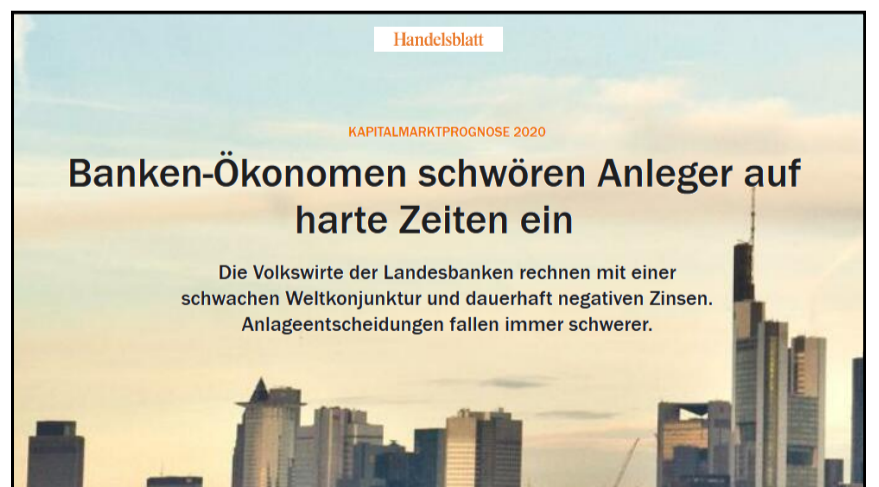 Handelsblatt
KAPITALMARKTPROGNOSE 2020
Banken-Ökonomen schwören Anleger auf
harte Zeiten ein
Die Volkswirte der Landesbanken rechnen mit einer
schwachen Weltkonjunktur und dauerhaft negativen Zinsen.
Anlageentscheidungen fallen immer schwerer.